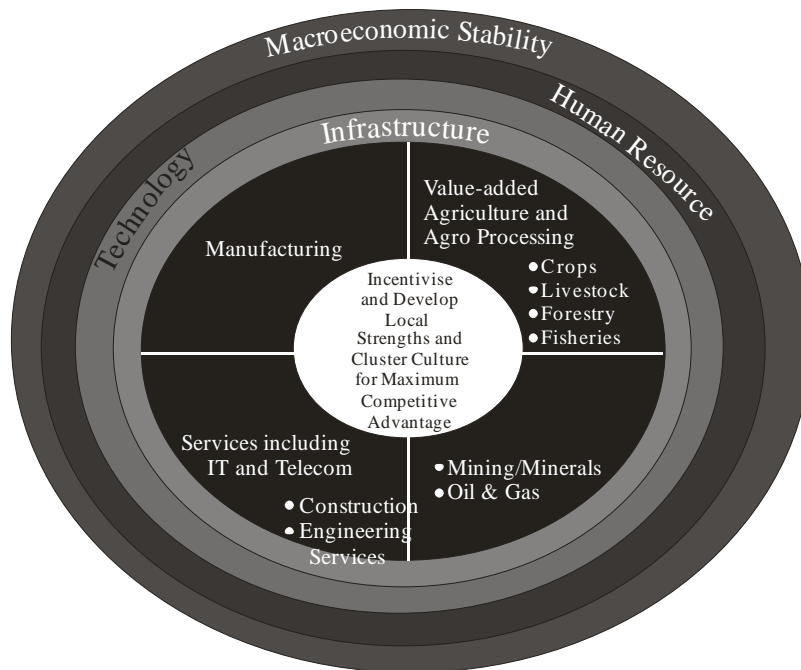 Macroeconomic Stability
Human Resource
Technology
Infrastructure
Manufacturing
Value-added
Agriculture and
Agro Processing
●Crops
●Livestock
●Forestry
●Fisheries
Incentivise
and Develop
Local
Strengths and
Cluster Culture
for Maximum
Competitive
Advantage
Services including
IT and Telecom
●Construction
●Engineering
Services
●Mining/Minerals
●Oil & Gas